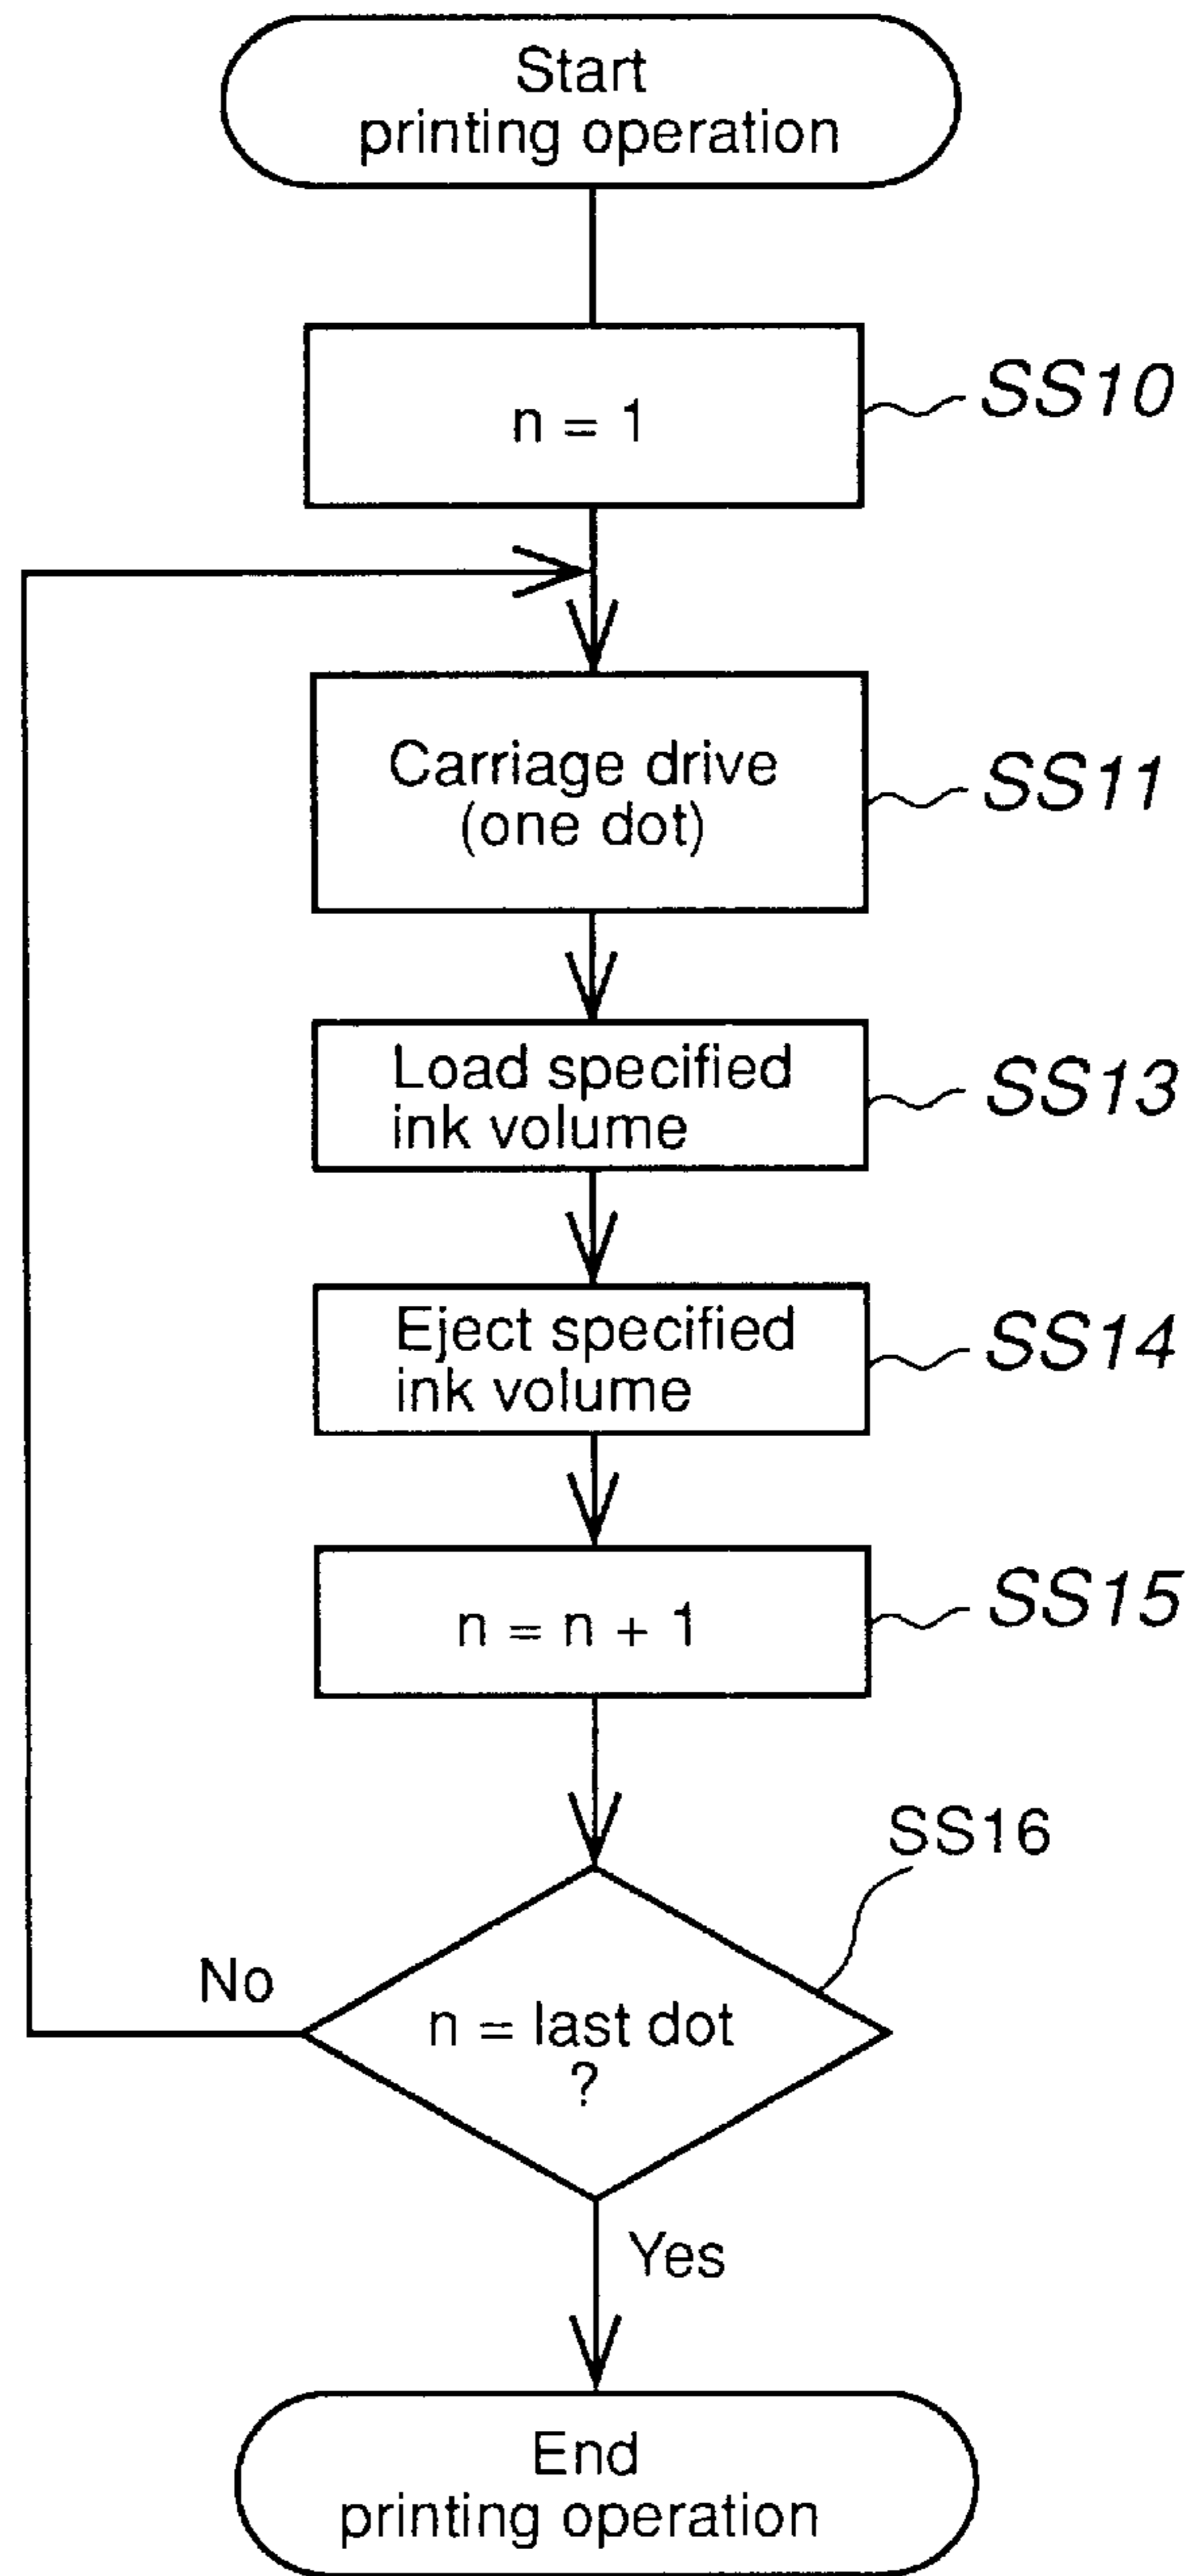 Start
printing operation
n = 1
SS10
Carriage drive
(one dot)
SS11
Load specified
ink volume
SS13
Eject specified
ink volume
SS14
n = n + 1
SS15
SS16
No
n = last dot
?
Yes
End
printing operation